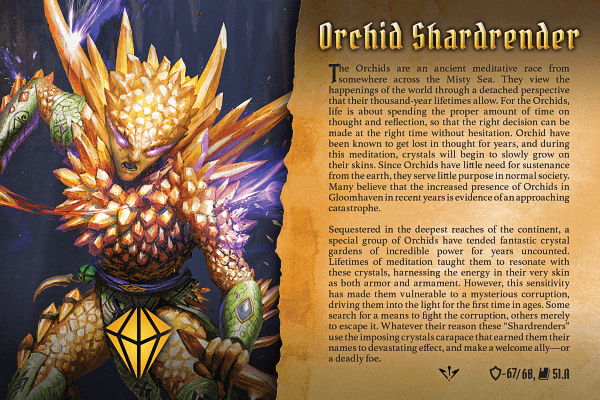 Orchid Shardrender
The Orchids are an ancient meditative race from
somewhere across the Misty Sea. They view the
happenings of the world through a detached perspective
that their thousand-year lifetimes allow. For the Orchids,
life is about spending the proper amount of time on
thought and reflection, so that the right decision can be
made at the right time without hesitation. Orchid have
been known to get lost in thought for years, and during
this meditation, crystals will begin to slowly grow on
their skins. Since Orchids have little need for sustenance
from the earth, they serve little purpose in normal society.
Many believe that the increased presence of Orchids in
Gloomhaven in recent years is evidence of an approaching
catastrophe.
Sequestered in the deepest reaches of the continent, a
special group of Orchids have tended fantastic crystal
gardens of incredible power for years uncounted.
Lifetimes of meditation taught them to resonate with
these crystals, harnessing the energy in their very skin
as both armor and armament. However, this sensitivity
has made them vulnerable to a mysterious corruption,
driving them into the light for the first time in ages. Some
search for a means to fight the corruption, others merely
to escape it. Whatever their reason these “Shardrenders”
use the imposing crystals carapace that earned them their
names to devastating effect, and make a welcome ally—or
a deadly foe.
-67/68, 51.A